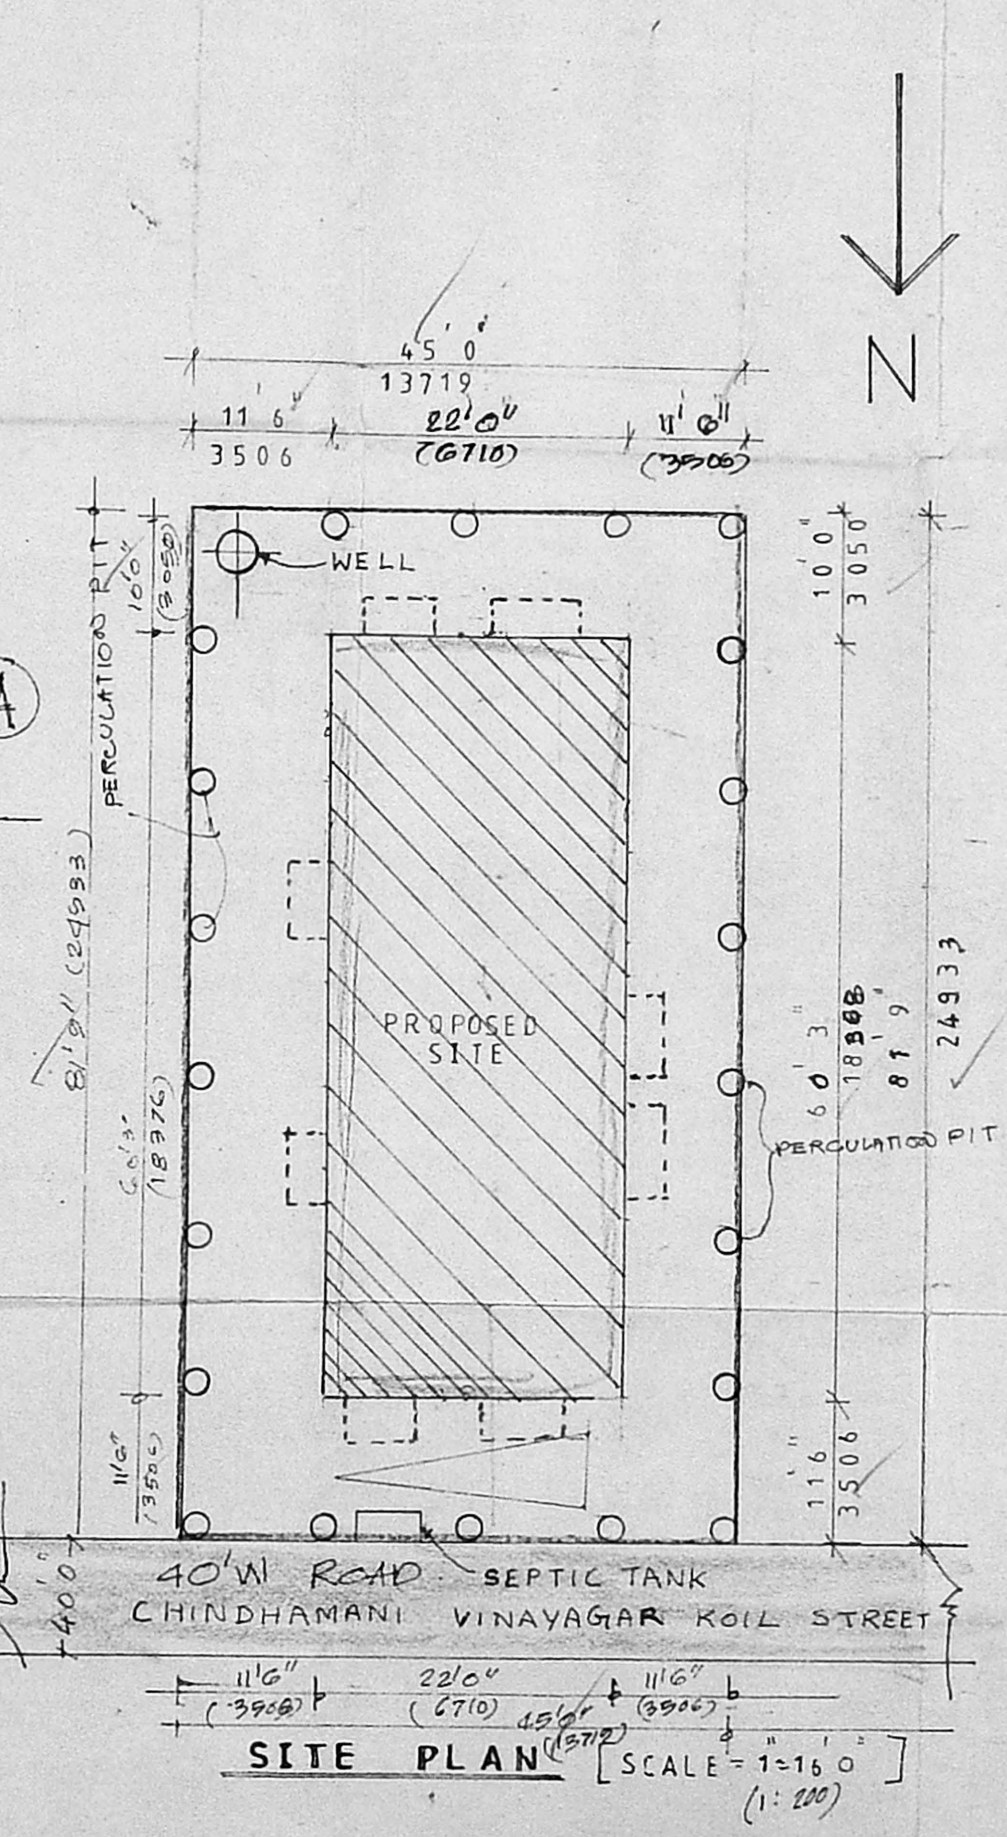 N
45'0"
13719
11'6"
3506
22'0"
(6710)
11'6"
(3506)
WELL
PERCULATION PIT
10'0"
(3050)
10'0"
3050
81'9" (24933)
60'3"
(18376)
PROPOSED
SITE
60'3"
81'9"
24933
PERCULATION PIT
11'6"
(3506)
11'6"
3506
40'0"
40'W ROAD
SEPTIC TANK
CHINDHAMANI VINAYAGAR KOIL STREET
11'6"
(3506)
22'0"
(6710)
11'6"
(3506)
45'0"
(13712)
SITE PLAN
[SCALE = 1"=16'0"]
(1:200)